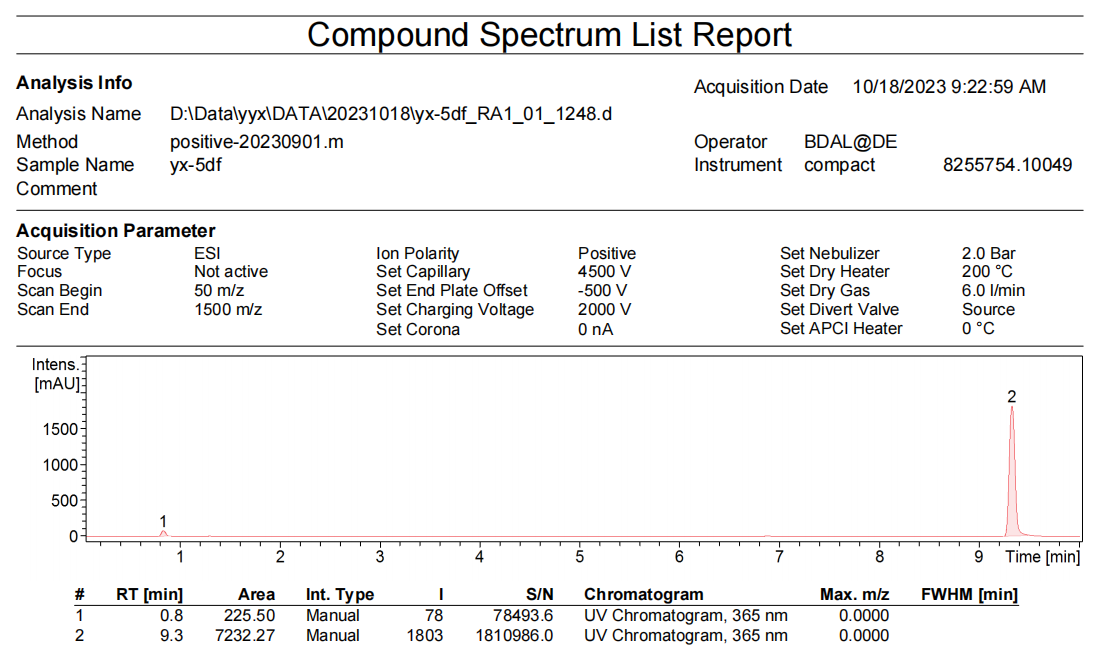 Compound Spectrum List Report
Analysis Info
Acquisition Date 10/18/2023 9:22:59 AM
Analysis Name D:\Data\yyx\DATA\20231018\yx-5df_RA1_01_1248.d
Method positive-20230901.m Operator BDAL@DE
Sample Name yx-5df Instrument compact 8255754.10049
Comment
Acquisition Parameter
Source Type ESI Ion Polarity Positive Set Nebulizer 2.0 Bar
Focus Not active Set Capillary 4500 V Set Dry Heater 200 °C
Scan Begin 50 m/z Set End Plate Offset -500 V Set Dry Gas 6.0 l/min
Scan End 1500 m/z Set Charging Voltage 2000 V Set Divert Valve Source
Set Corona 0 nA Set APCI Heater 0 °C
Intens.
[mAU]
2
1500
1000
500
1
0
1 2 3 4 5 6 7 8 9 Time [min]
# RT [min] Area Int. Type I S/N Chromatogram Max. m/z FWHM [min]
1 0.8 225.50 Manual 78 78493.6 UV Chromatogram, 365 nm 0.0000
2 9.3 7232.27 Manual 1803 1810986.0 UV Chromatogram, 365 nm 0.0000